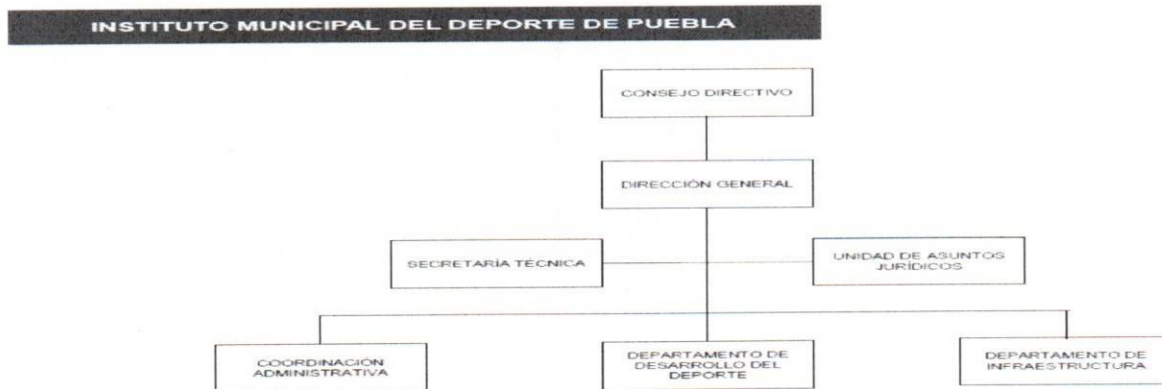 INSTITUTO MUNICIPAL DEL DEPORTE DE PUEBLA
CONSEJO DIRECTIVO
DIRECCIÓN GENERAL
SECRETARÍA TÉCNICA
UNIDAD DE ASUNTOS
JURÍDICOS
COORDINACIÓN
ADMINISTRATIVA
DEPARTAMENTO DE
DESARROLLO DEL
DEPORTE
DEPARTAMENTO DE
INFRAESTRUCTURA